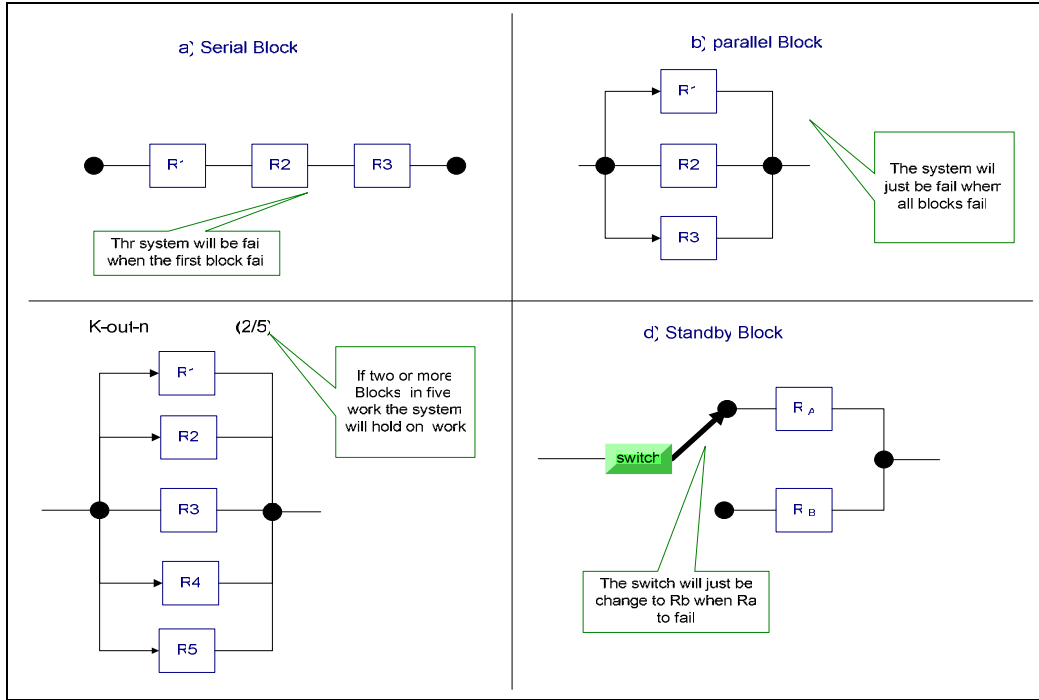 a) Serial Block
R1
R2
R3
Thr system will be fai
when the first block fai
b) parallel Block
R1
R2
R3
The system will
just be fail when
all blocks fail
K-out-n (2/5)
R1
R2
R3
R4
R5
If two or more
Blocks in five
work the system
will hold on work
d) Standby Block
switch
R A
R B
The switch will just be
change to Rb when Ra
to fail